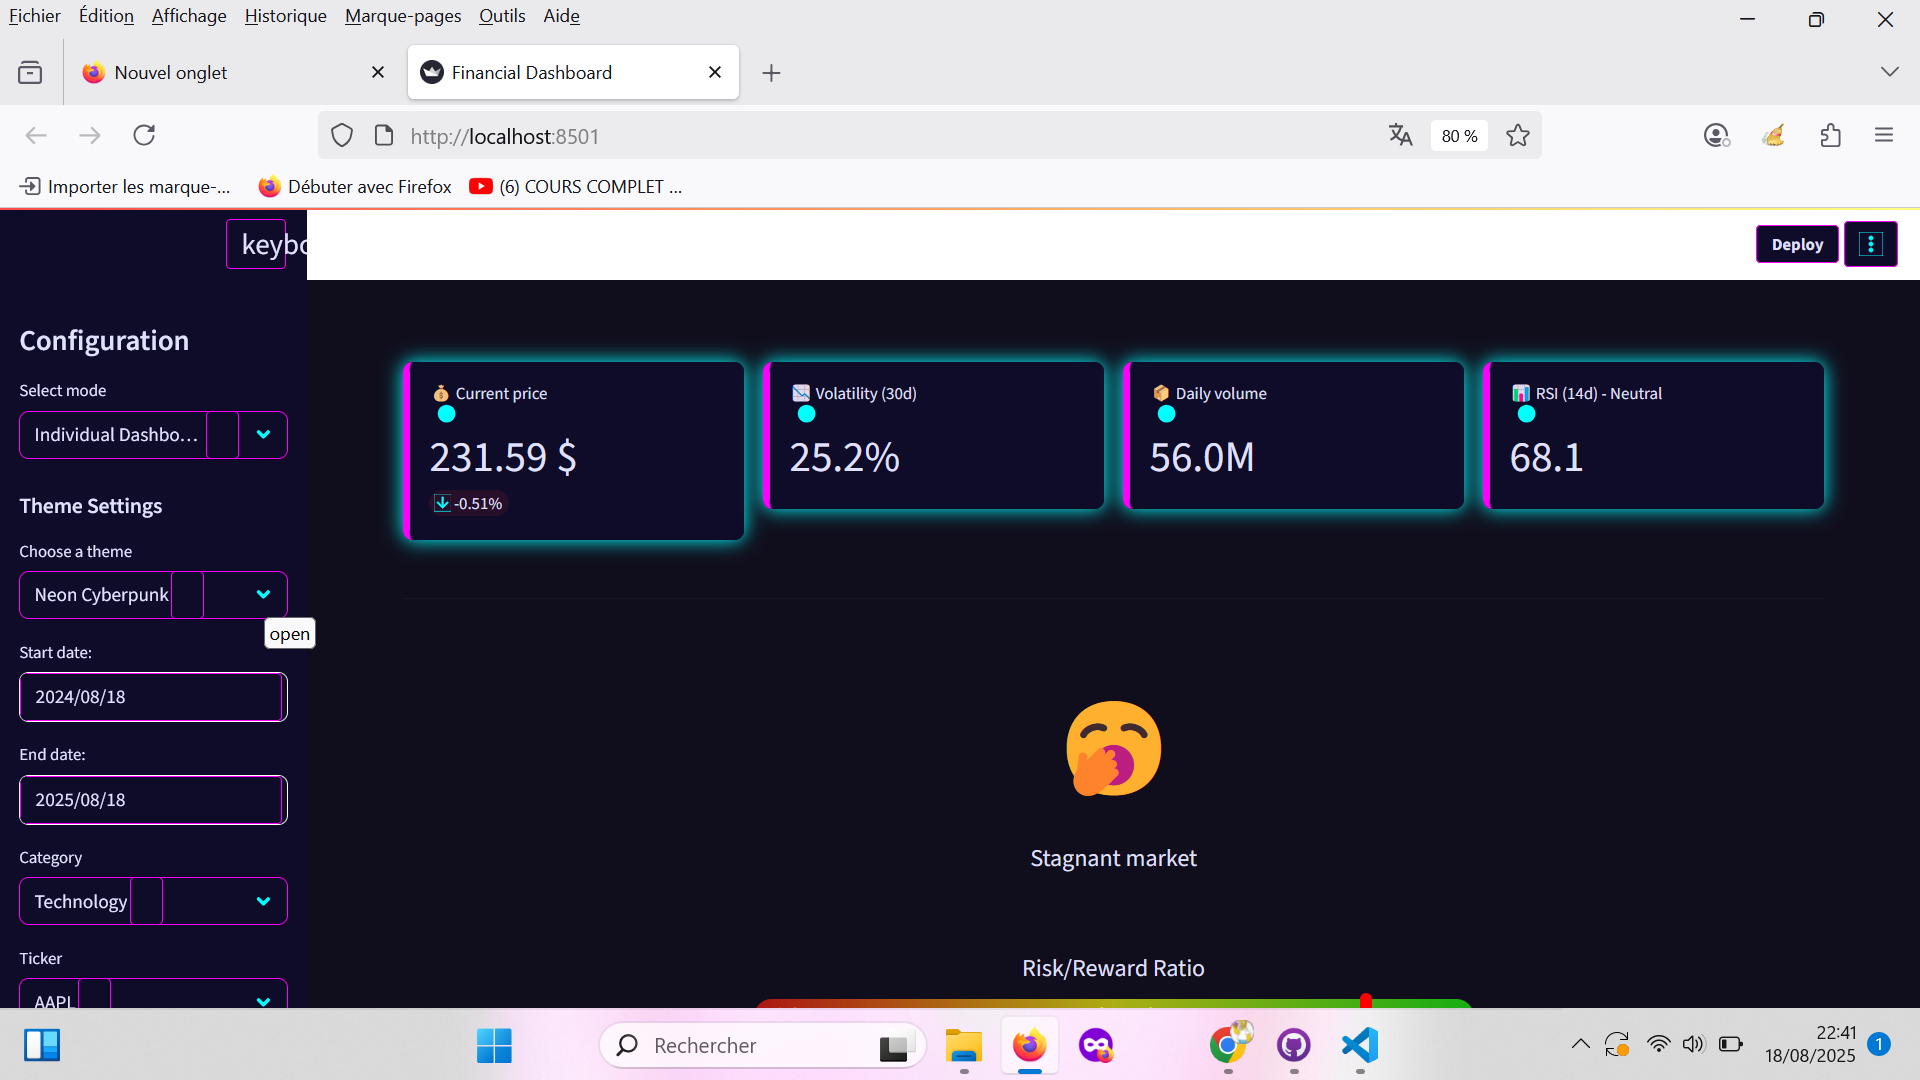 Fichier Édition Affichage Historique Marque-pages Outils Aide
Nouvel onglet
Financial Dashboard
http://localhost:8501
80 %
Importer les marque-...
Débuter avec Firefox
(6) COURS COMPLET ...
keybo
Deploy
Configuration
Select mode
Individual Dashbo...
Theme Settings
Choose a theme
Neon Cyberpunk
open
Start date:
2024/08/18
End date:
2025/08/18
Category
Technology
Ticker
AAPL
Current price
231.59 $
-0.51%
Volatility (30d)
25.2%
Daily volume
56.0M
RSI (14d) - Neutral
68.1
Stagnant market
Risk/Reward Ratio
Rechercher
22:41
18/08/2025
1